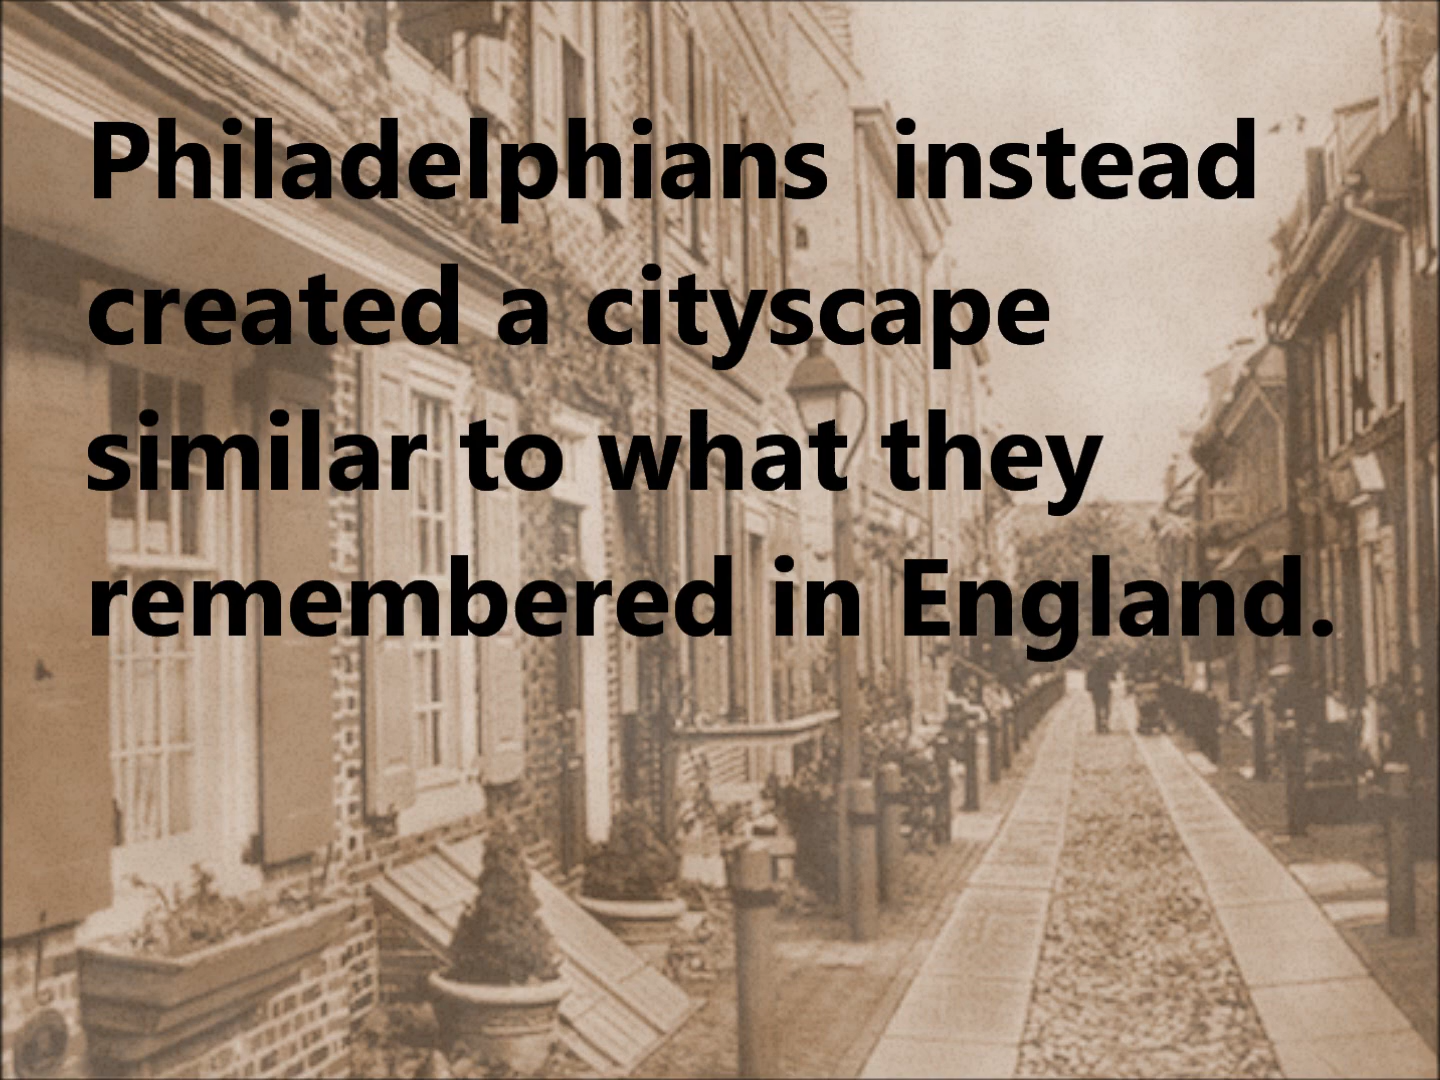 Philadelphians instead
created a cityscape
similar to what they
remembered in England.